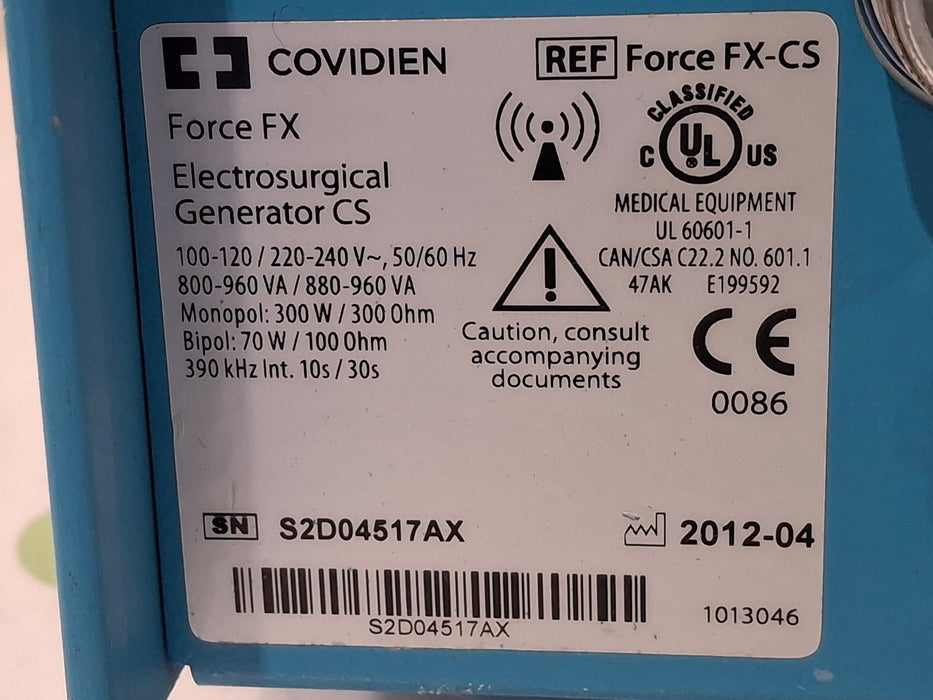 COVIDIEN
REF Force FX-CS
Force FX
Electrosurgical
Generator CS
100-120 / 220-240 V~, 50/60 Hz
800-960 VA / 880-960 VA
Monopol: 300 W / 300 Ohm
Bipol: 70 W / 100 Ohm
390 kHz Int. 10s / 30s
Caution, consult
accompanying
documents
CLASSIFIED
C UL® US
MEDICAL EQUIPMENT
UL 60601-1
CAN/CSA C22.2 NO. 601.1
47AK E199592
CE
0086
SN S2D04517AX
2012-04
S2D04517AX
1013046